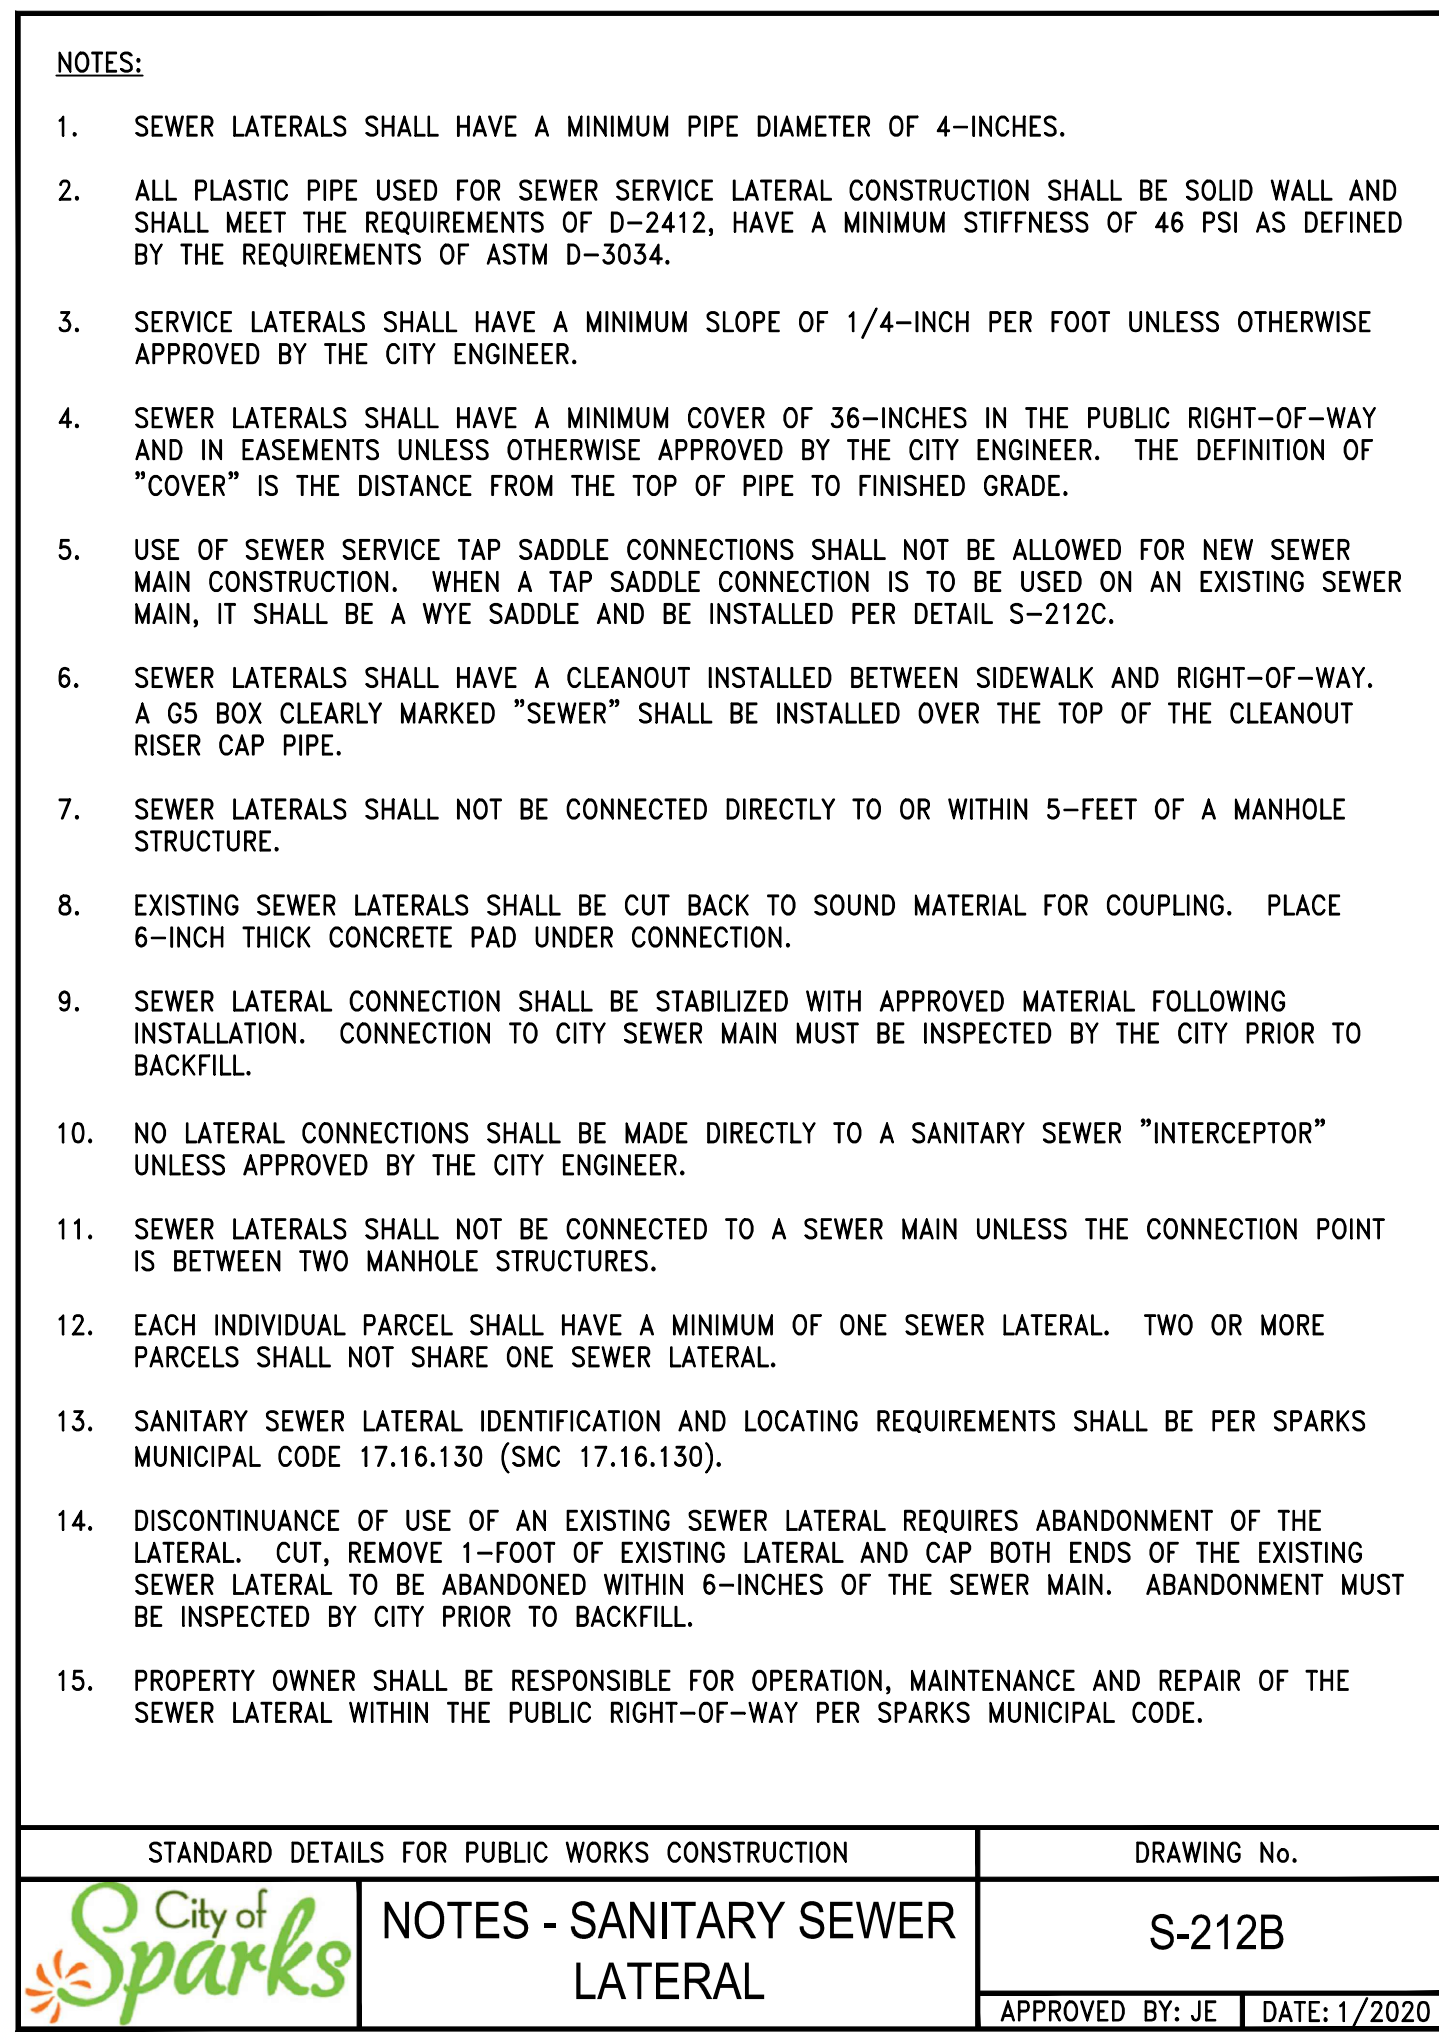 NOTES:
1. SEWER LATERALS SHALL HAVE A MINIMUM PIPE DIAMETER OF 4-INCHES.
2. ALL PLASTIC PIPE USED FOR SEWER SERVICE LATERAL CONSTRUCTION SHALL BE SOLID WALL AND
SHALL MEET THE REQUIREMENTS OF D-2412, HAVE A MINIMUM STIFFNESS OF 46 PSI AS DEFINED
BY THE REQUIREMENTS OF ASTM D-3034.
3. SERVICE LATERALS SHALL HAVE A MINIMUM SLOPE OF 1/4-INCH PER FOOT UNLESS OTHERWISE
APPROVED BY THE CITY ENGINEER.
4. SEWER LATERALS SHALL HAVE A MINIMUM COVER OF 36-INCHES IN THE PUBLIC RIGHT-OF-WAY
AND IN EASEMENTS UNLESS OTHERWISE APPROVED BY THE CITY ENGINEER. THE DEFINITION OF
"COVER" IS THE DISTANCE FROM THE TOP OF PIPE TO FINISHED GRADE.
5. USE OF SEWER SERVICE TAP SADDLE CONNECTIONS SHALL NOT BE ALLOWED FOR NEW SEWER
MAIN CONSTRUCTION. WHEN A TAP SADDLE CONNECTION IS TO BE USED ON AN EXISTING SEWER
MAIN, IT SHALL BE A WYE SADDLE AND BE INSTALLED PER DETAIL S-212C.
6. SEWER LATERALS SHALL HAVE A CLEANOUT INSTALLED BETWEEN SIDEWALK AND RIGHT-OF-WAY.
A G5 BOX CLEARLY MARKED "SEWER" SHALL BE INSTALLED OVER THE TOP OF THE CLEANOUT
RISER CAP PIPE.
7. SEWER LATERALS SHALL NOT BE CONNECTED DIRECTLY TO OR WITHIN 5-FEET OF A MANHOLE
STRUCTURE.
8. EXISTING SEWER LATERALS SHALL BE CUT BACK TO SOUND MATERIAL FOR COUPLING. PLACE
6-INCH THICK CONCRETE PAD UNDER CONNECTION.
9. SEWER LATERAL CONNECTION SHALL BE STABILIZED WITH APPROVED MATERIAL FOLLOWING
INSTALLATION. CONNECTION TO CITY SEWER MAIN MUST BE INSPECTED BY THE CITY PRIOR TO
BACKFILL.
10. NO LATERAL CONNECTIONS SHALL BE MADE DIRECTLY TO A SANITARY SEWER "INTERCEPTOR"
UNLESS APPROVED BY THE CITY ENGINEER.
11. SEWER LATERALS SHALL NOT BE CONNECTED TO A SEWER MAIN UNLESS THE CONNECTION POINT
IS BETWEEN TWO MANHOLE STRUCTURES.
12. EACH INDIVIDUAL PARCEL SHALL HAVE A MINIMUM OF ONE SEWER LATERAL. TWO OR MORE
PARCELS SHALL NOT SHARE ONE SEWER LATERAL.
13. SANITARY SEWER LATERAL IDENTIFICATION AND LOCATING REQUIREMENTS SHALL BE PER SPARKS
MUNICIPAL CODE 17.16.130 (SMC 17.16.130).
14. DISCONTINUANCE OF USE OF AN EXISTING SEWER LATERAL REQUIRES ABANDONMENT OF THE
LATERAL. CUT, REMOVE 1-FOOT OF EXISTING LATERAL AND CAP BOTH ENDS OF THE EXISTING
SEWER LATERAL TO BE ABANDONED WITHIN 6-INCHES OF THE SEWER MAIN. ABANDONMENT MUST
BE INSPECTED BY CITY PRIOR TO BACKFILL.
15. PROPERTY OWNER SHALL BE RESPONSIBLE FOR OPERATION, MAINTENANCE AND REPAIR OF THE
SEWER LATERAL WITHIN THE PUBLIC RIGHT-OF-WAY PER SPARKS MUNICIPAL CODE.
STANDARD DETAILS FOR PUBLIC WORKS CONSTRUCTION
DRAWING No.
City of
Sparks
NOTES - SANITARY SEWER
LATERAL
S-212B
APPROVED BY: JE
DATE: 1/2020